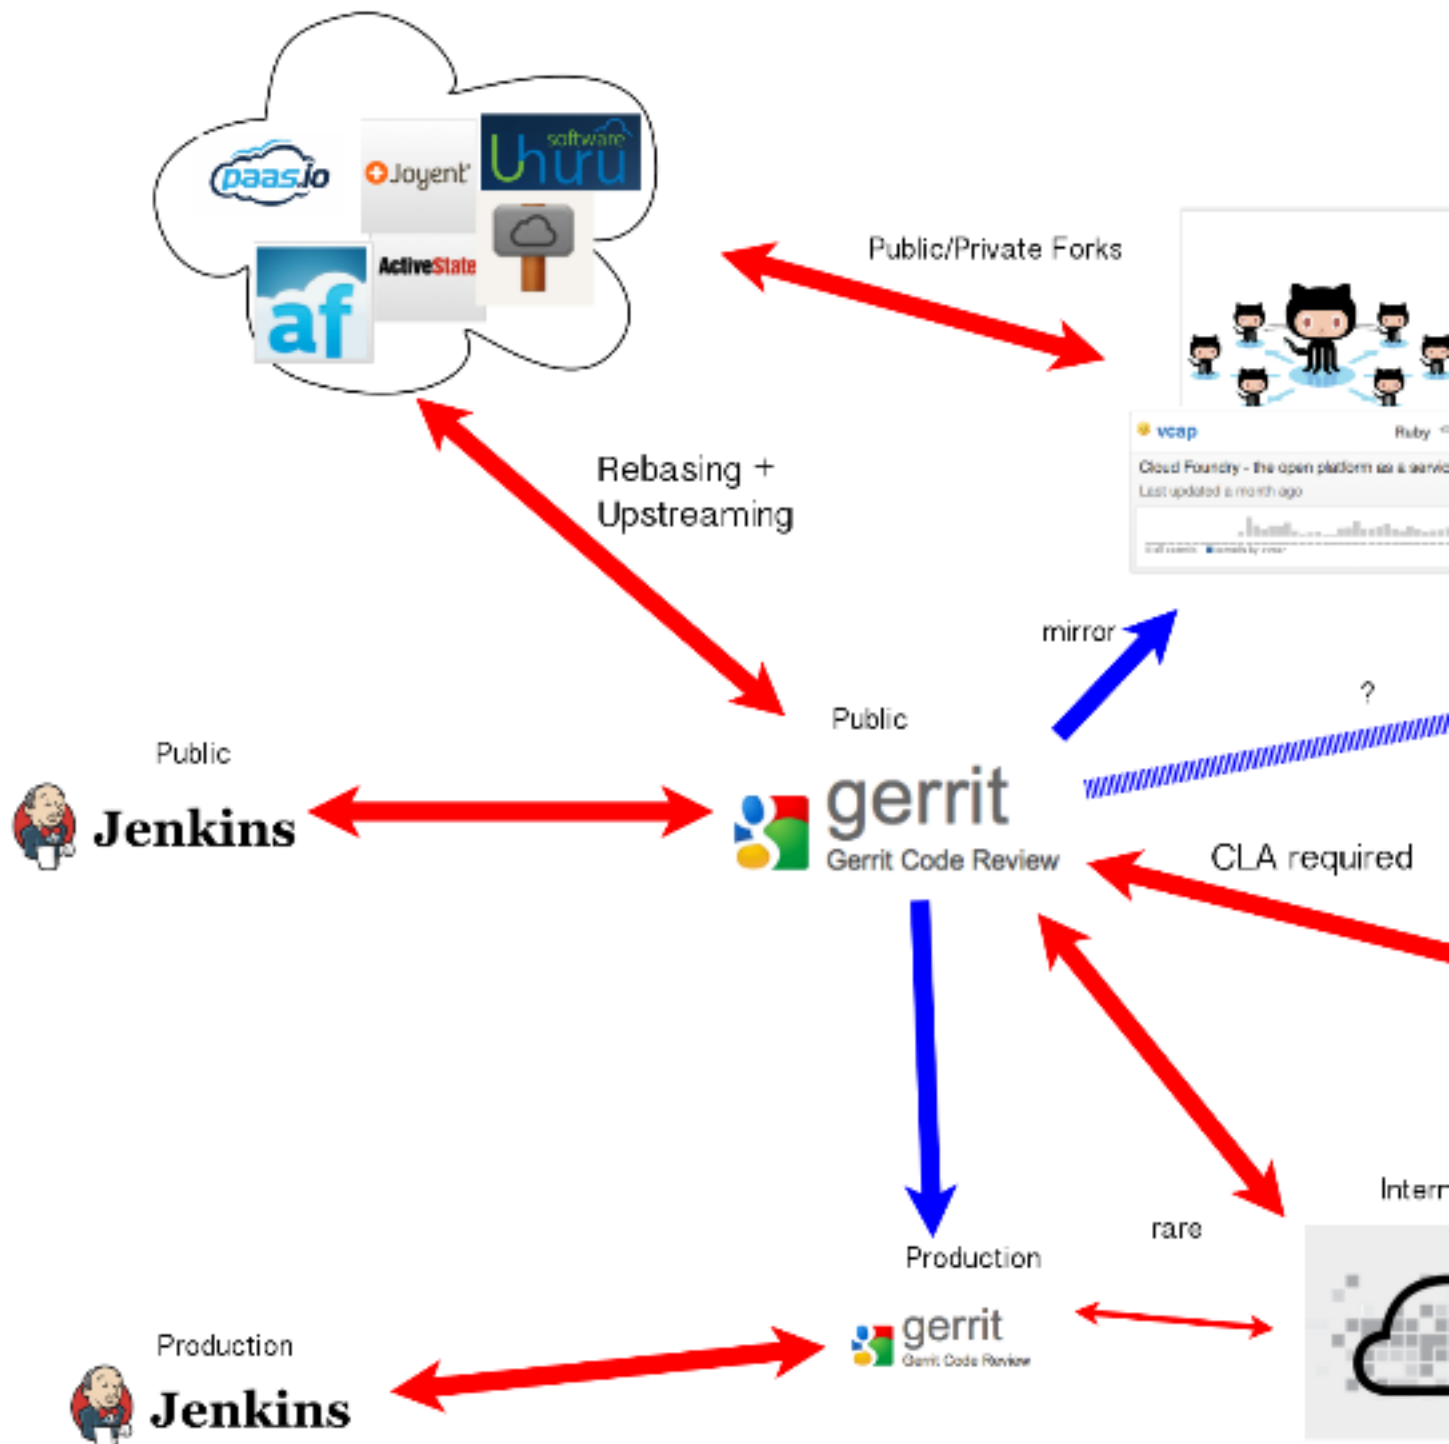 paas.io
Joyent
software
Uhuru
ActiveState
af
Public/Private Forks
vcap
Ruby
Cloud Foundry - the open platform as a servic
Last updated a month ago
Rebasing +
Upstreaming
mirror
?
Public
gerrit
Gerrit Code Review
Public
Jenkins
CLA required
Intern
rare
Production
gerrit
Gerrit Code Review
Production
Jenkins